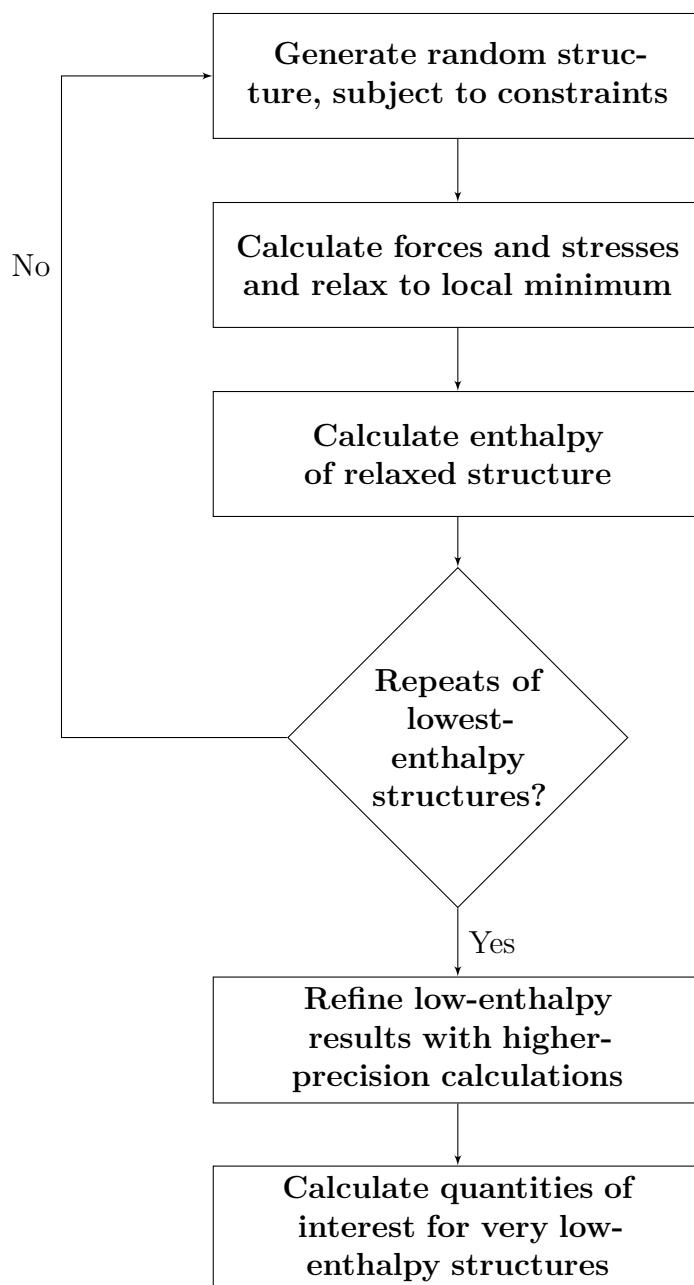 Generate random struc-
ture, subject to constraints
Calculate forces and stresses
and relax to local minimum
No
Calculate enthalpy
of relaxed structure
Repeats of
lowest-
enthalpy
structures?
Yes
Refine low-enthalpy
results with higher-
precision calculations
Calculate quantities of
interest for very low-
enthalpy structures